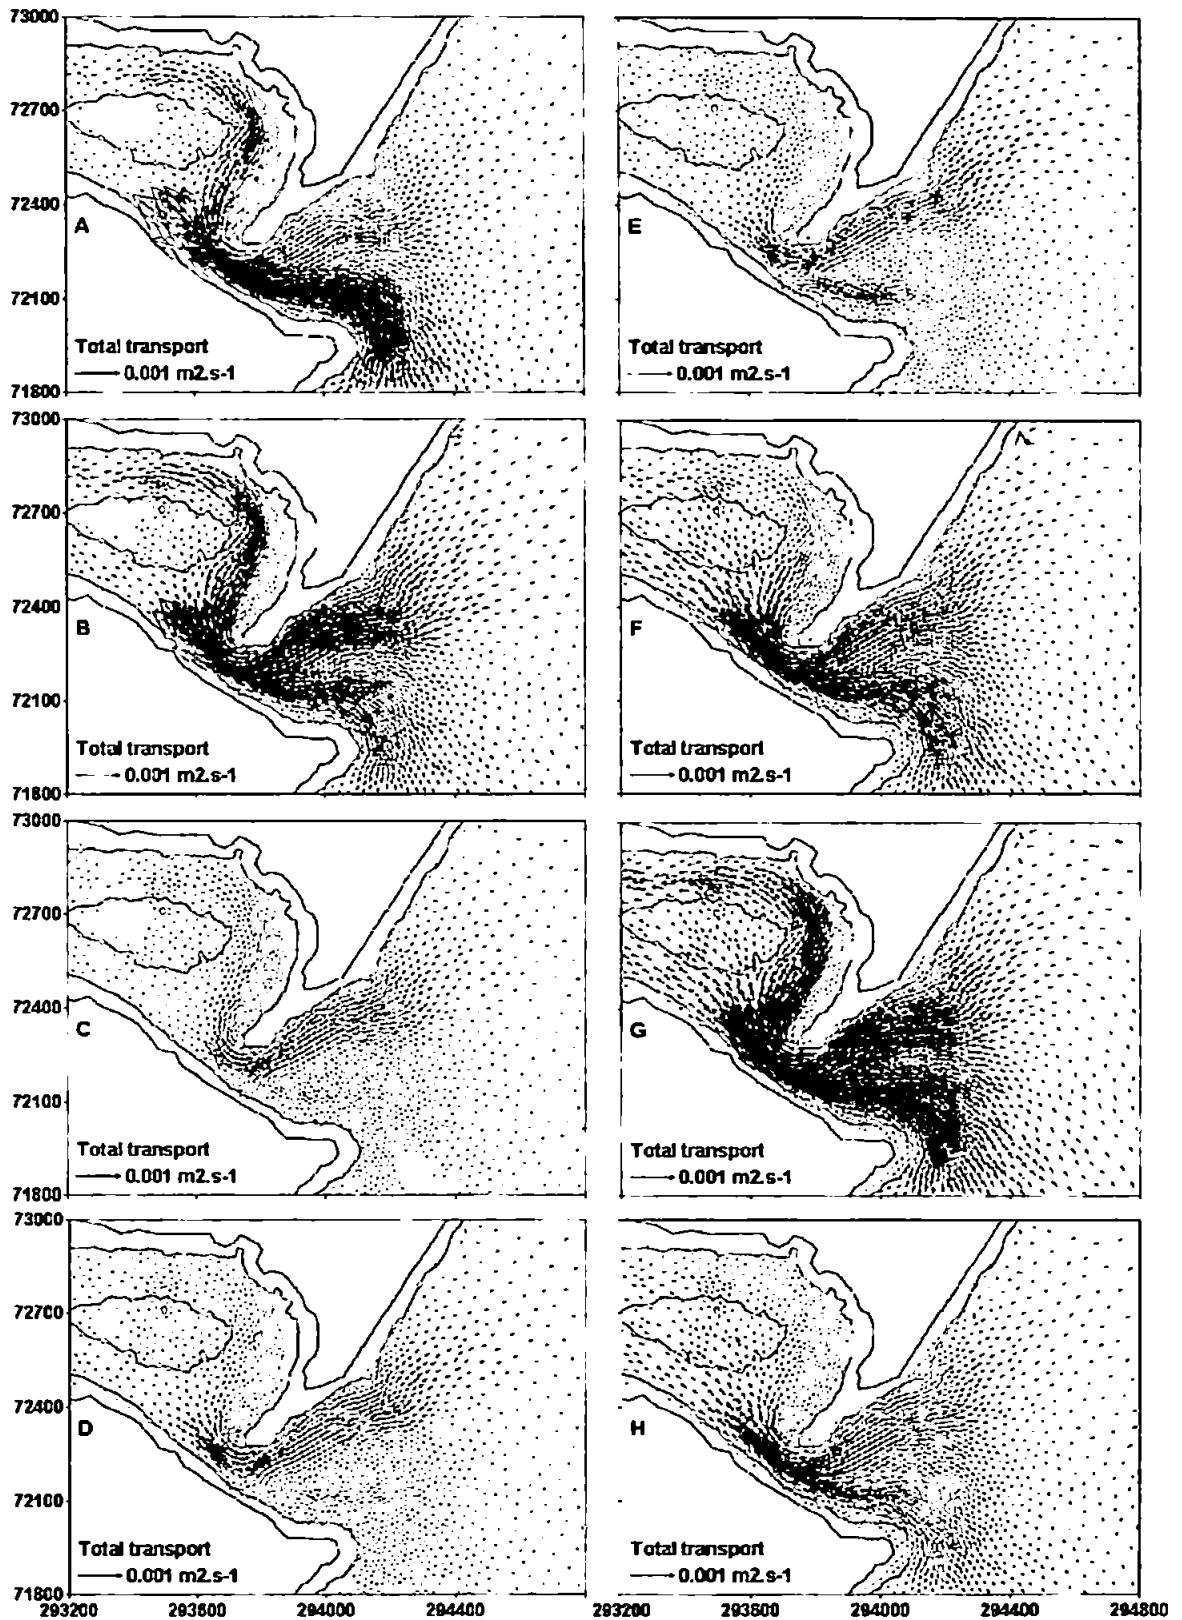 73000
72700
72400
A
E
72100
Total transport
0.001 m2.s-1
Total transport
0.001 m2.s-1
71800
73000
72700
72400
B
F
72100
Total transport
0.001 m2.s-1
Total transport
0.001 m2.s-1
71800
73000
72700
72400
C
G
72100
Total transport
0.001 m2.s-1
Total transport
0.001 m2.s-1
71800
73000
72700
72400
D
H
72100
Total transport
0.001 m2.s-1
Total transport
0.001 m2.s-1
71800
293200 293600 294000 294400 293200 293600 294000 294400 294800